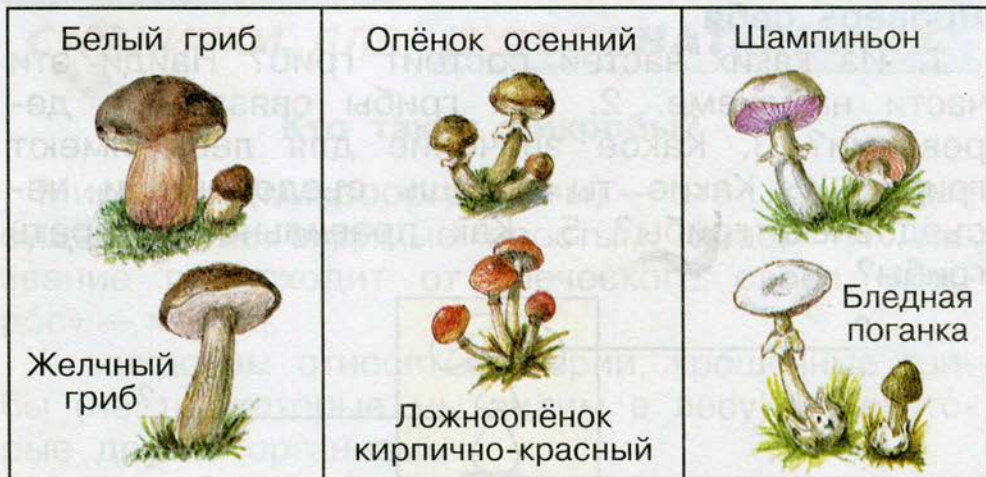 Белый гриб
Опёнок осенний
Шампиньон
Желчный
гриб
Ложноопёнок
кирпично-красный
Бледная
поганка